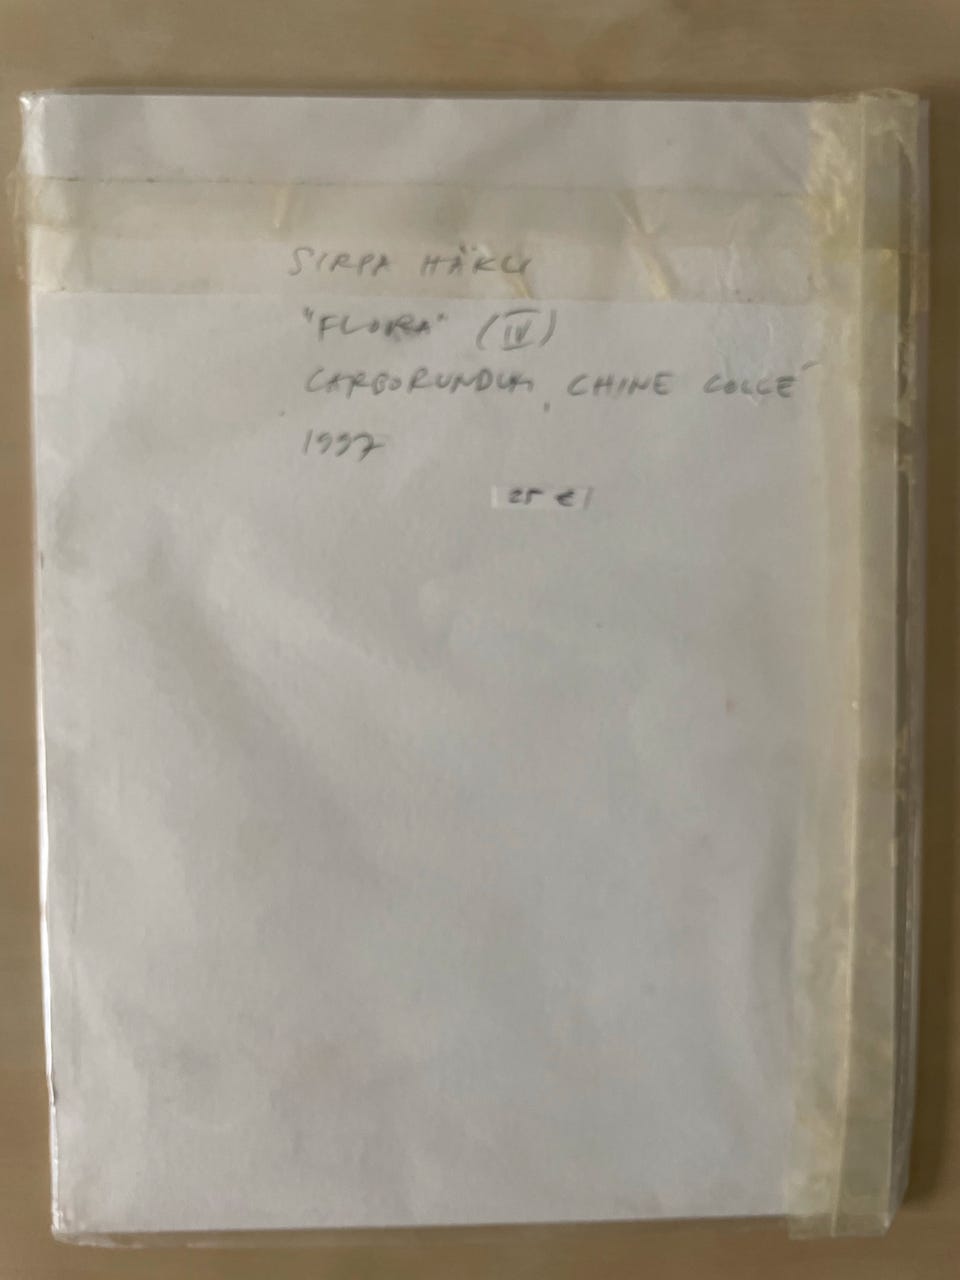 SIRPA HÄKLI
"FLORA" (IV)
CARBORUNDUM, CHINE COLLÉ
1997
25 €